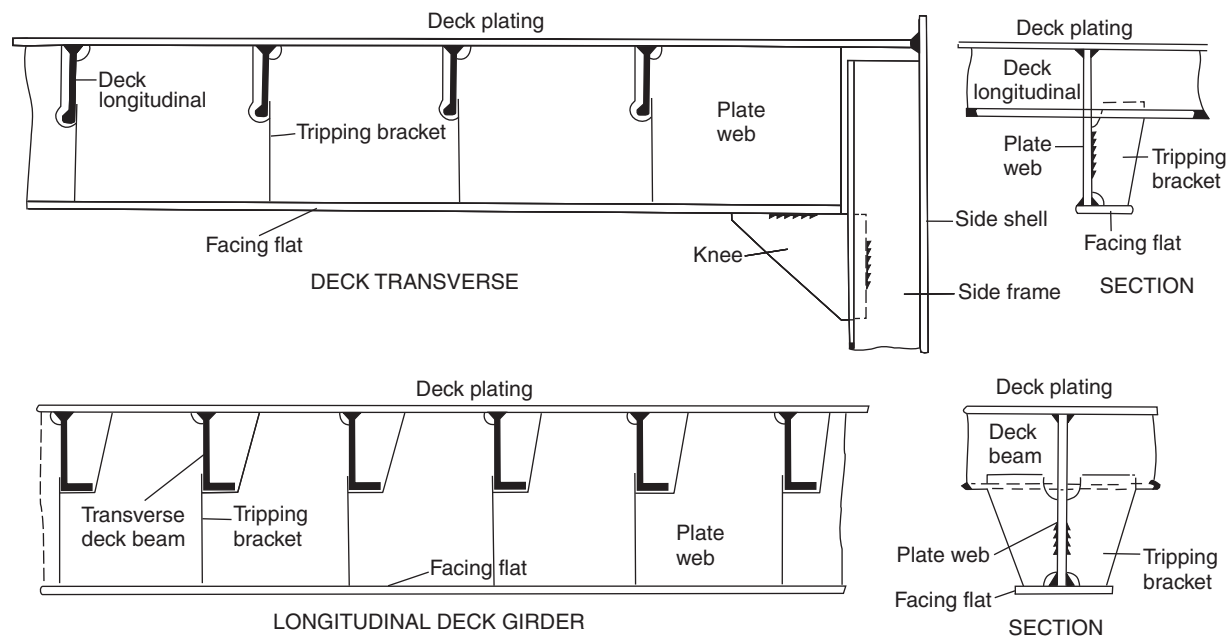 Deck plating
Deck
longitudinal
Tripping bracket
Plate
web
Facing flat
Knee
Side shell
Side frame
DECK TRANSVERSE
Deck plating
Deck
longitudinal
Plate
web
Tripping
bracket
Facing flat
SECTION
Deck plating
Transverse
deck beam
Tripping
bracket
Plate
web
Facing flat
LONGITUDINAL DECK GIRDER
Deck plating
Deck
beam
Plate web
Tripping
bracket
Facing flat
SECTION